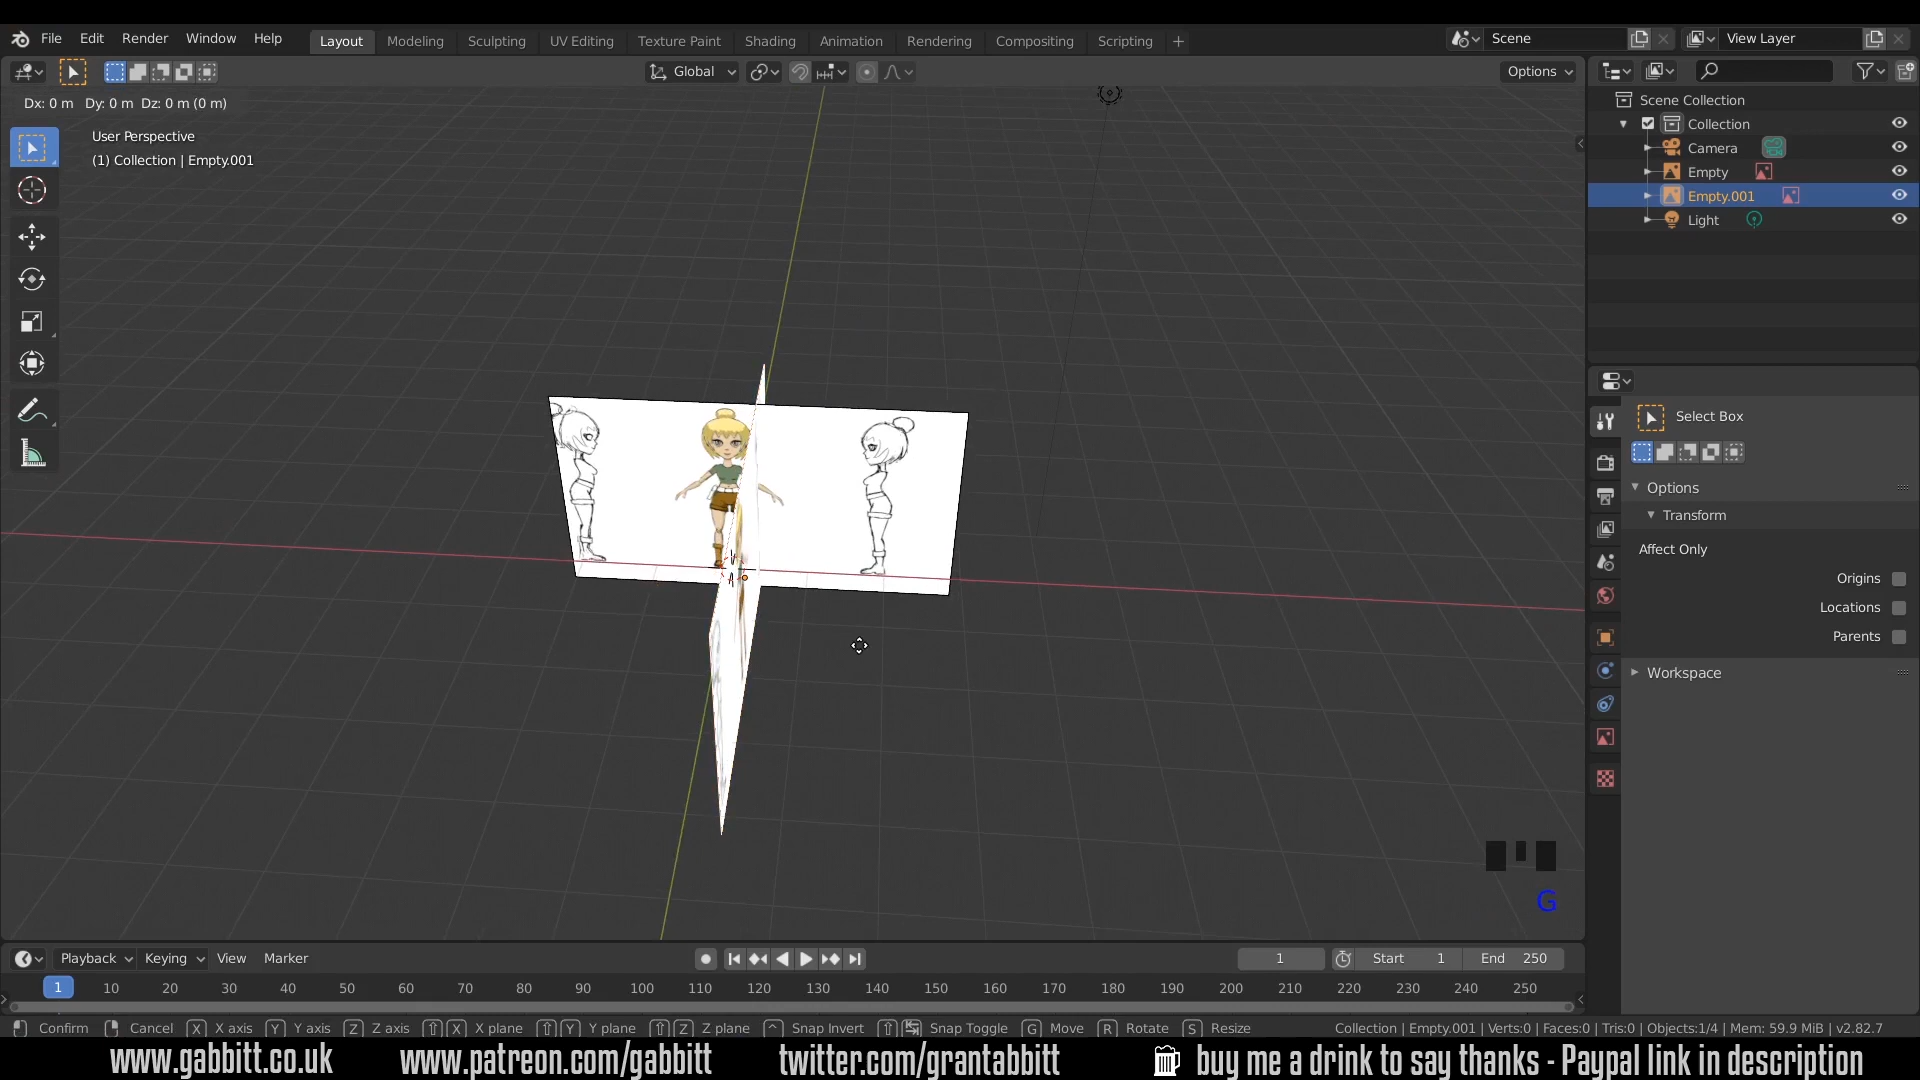 File Edit Render Window Help Layout Modeling Sculpting UV Editing Texture Paint Shading Animation Rendering Compositing Scripting + Scene View Layer
Global Options
Dx: 0 m Dy: 0 m Dz: 0 m (0 m)
User Perspective
(1) Collection | Empty.001
Scene Collection
Collection
Camera
Empty
Empty.001
Light
Select Box
Options
Transform
Affect Only
Origins
Locations
Parents
Workspace
G
Playback Keying View Marker 1 Start 1 End 250
1 10 20 30 40 50 60 70 80 90 100 110 120 130 140 150 160 170 180 190 200 210 220 230 240 250
Confirm Cancel X X axis Y Y axis Z Z axis X X plane Y Y plane Z Z plane ^ Snap Invert Snap Toggle G Move R Rotate S Resize Collection | Empty.001 | Verts:0 | Faces:0 | Tris:0 | Objects:1/4 | Mem: 59.9 MiB | v2.82.7
www.gabbitt.co.uk www.patreon.com/gabbitt twitter.com/grantabbitt buy me a drink to say thanks - Paypal link in description